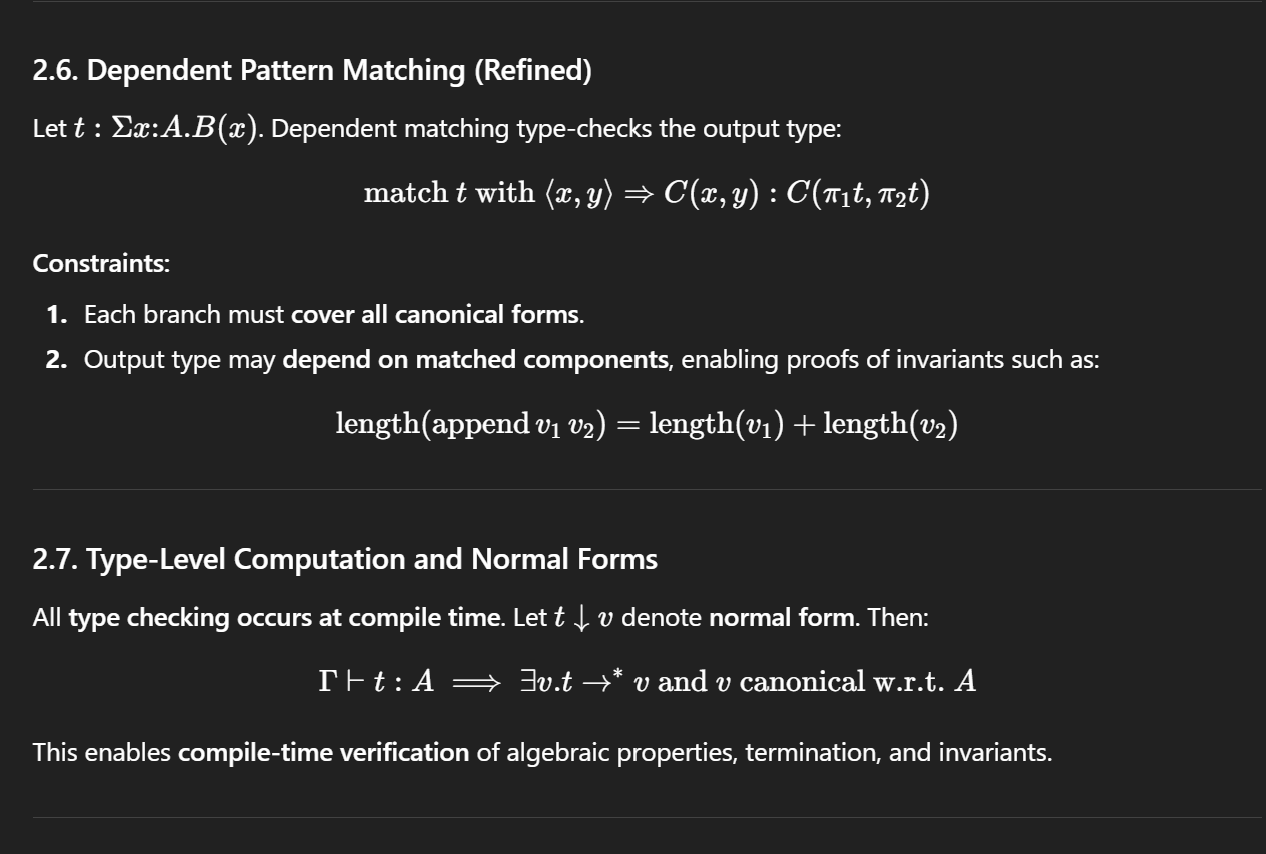 2.6. Dependent Pattern Matching (Refined)
Let t : Σx:A.B(x). Dependent matching type-checks the output type:
match t with ⟨x, y⟩ ⇒ C(x, y) : C(π₁t, π₂t)
Constraints:
1. Each branch must cover all canonical forms.
2. Output type may depend on matched components, enabling proofs of invariants such as:
length(append v₁ v₂) = length(v₁) + length(v₂)
2.7. Type-Level Computation and Normal Forms
All type checking occurs at compile time. Let t ↓ v denote normal form. Then:
Γ ⊢ t : A ⟹ ∃v.t →* v and v canonical w.r.t. A
This enables compile-time verification of algebraic properties, termination, and invariants.